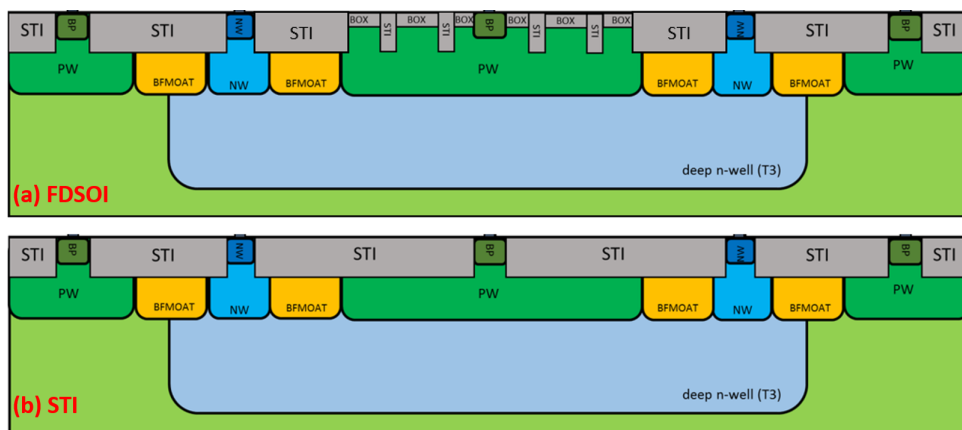 BOX BOX BOX BOX BOX BOX
STI BP STI NW STI STI STI BP STI STI STI MN STI BP STI
PW BFMOAT NW BFMOAT PW BFMOAT NW BFMOAT PW
deep n-well (T3)
(a) FDSOI
STI BP STI NW STI BP STI MN STI BP STI
PW BFMOAT NW BFMOAT PW BFMOAT NW BFMOAT PW
deep n-well (T3)
(b) STI